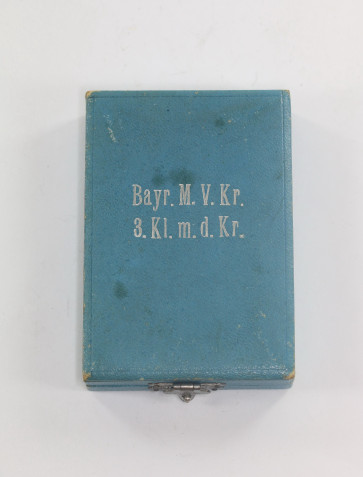 Bayr. M. V. Kr.
3. Kl. m. d. Kr.